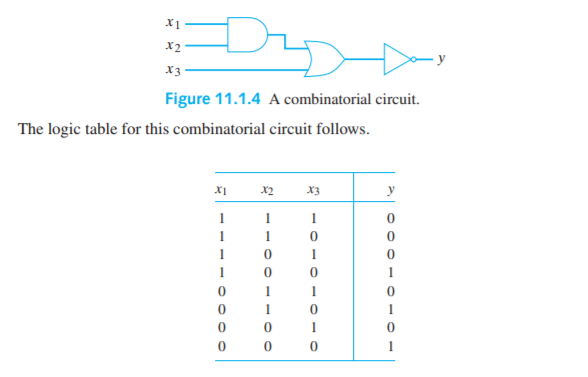 x1
x2
y
x3
Figure 11.1.4 A combinatorial circuit.
The logic table for this combinatorial circuit follows.
x1 x2 x3 y
1 1 1 0
1 1 0 0
1 0 1 0
1 0 0 1
0 1 1 0
0 1 0 1
0 0 1 0
0 0 0 1